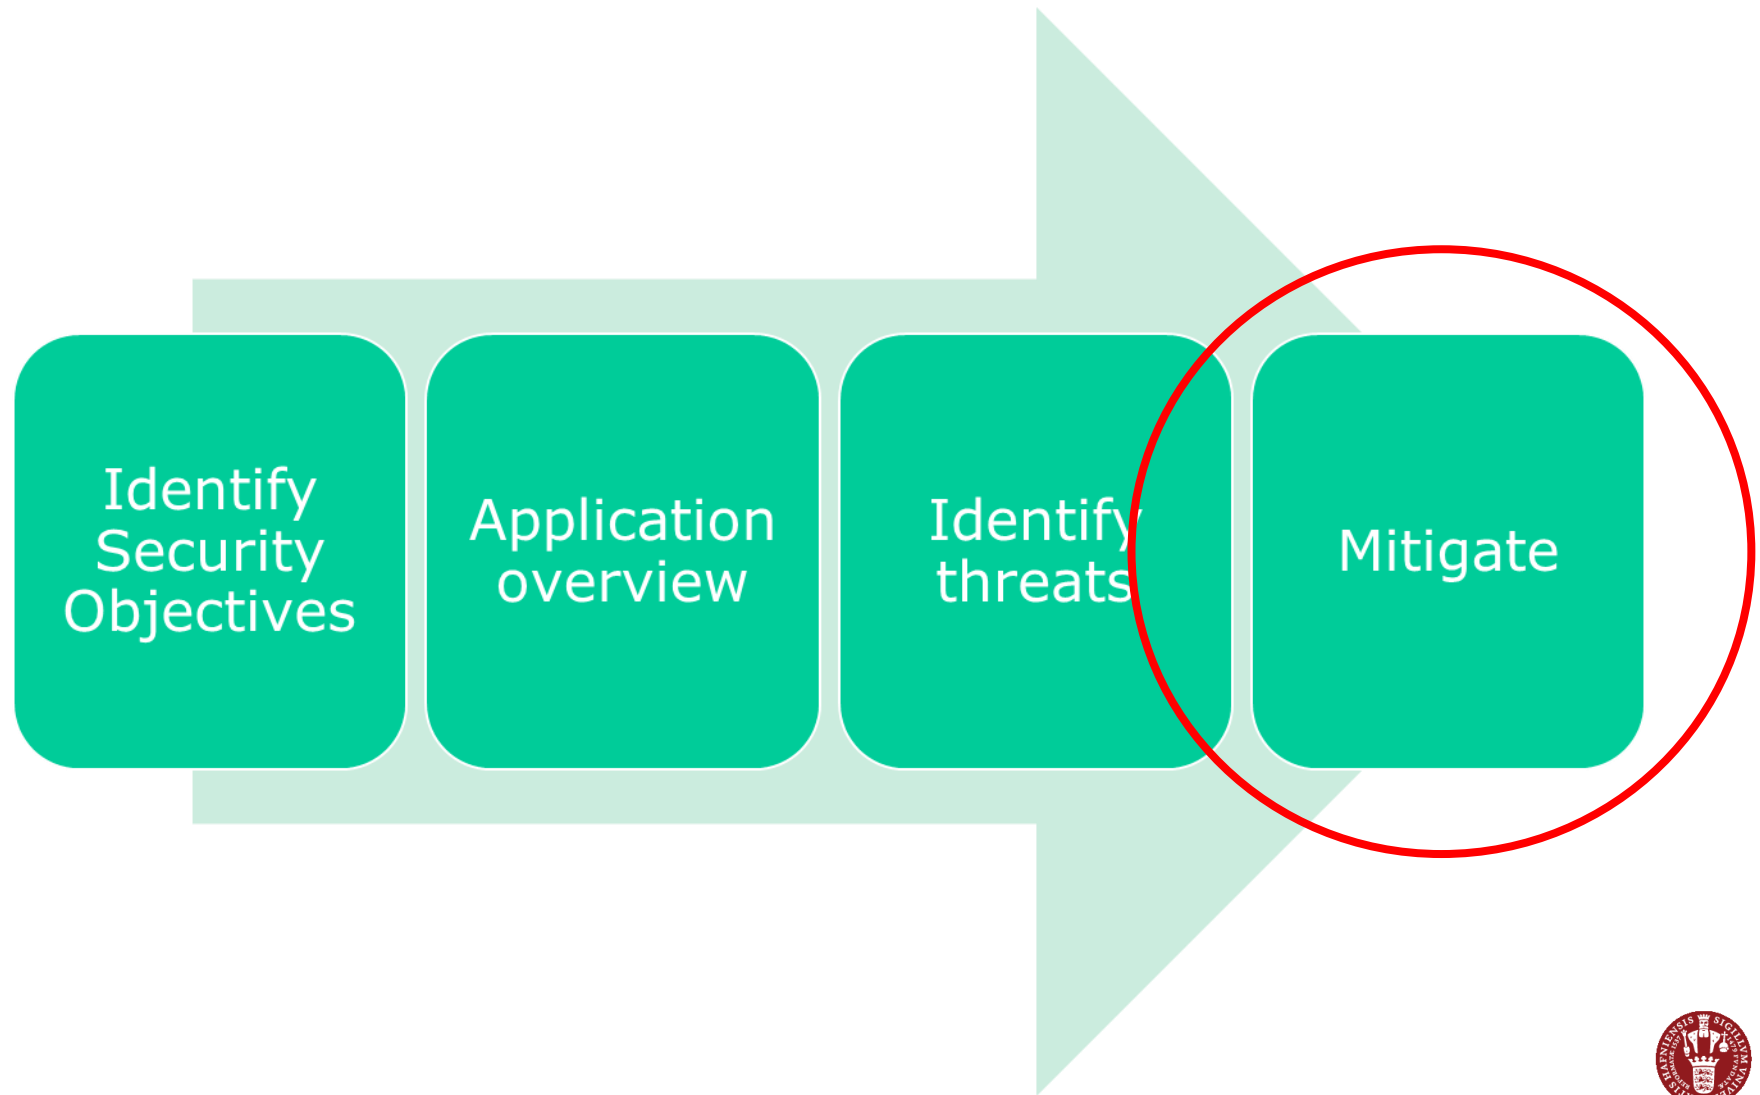 Identify
Security
Objectives
Application
overview
Identify
threats
Mitigate